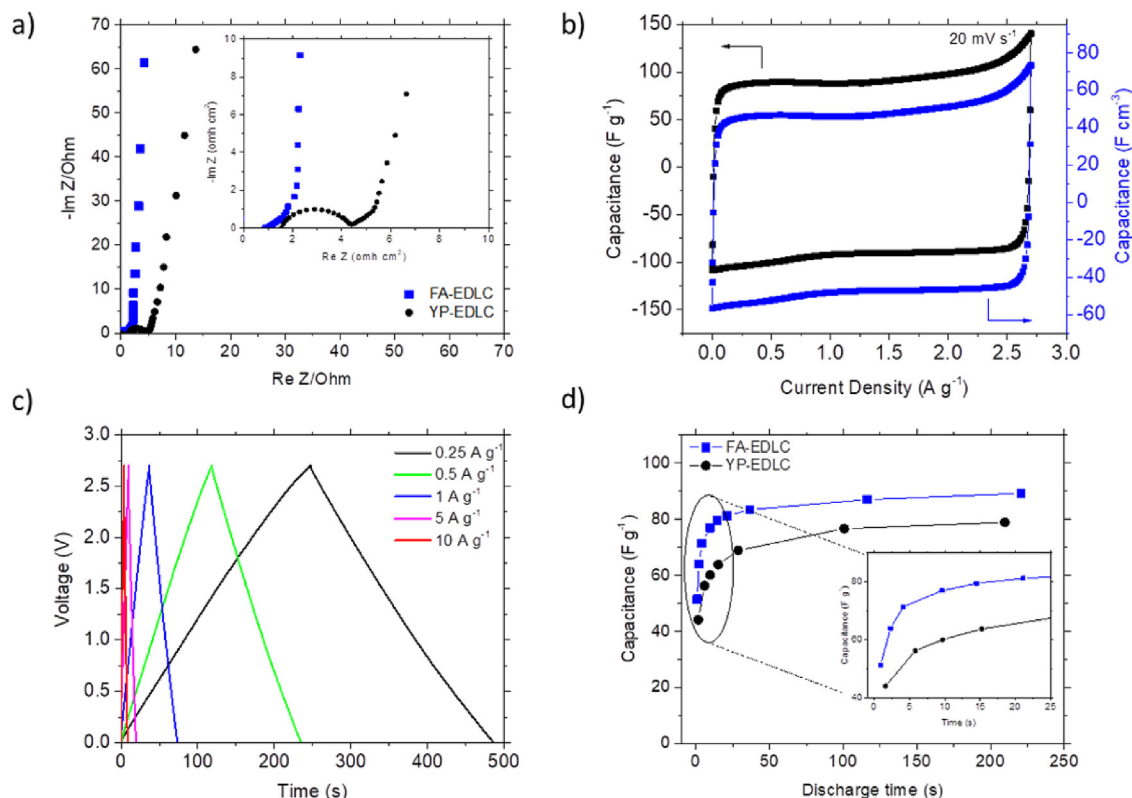 a)
-Im Z/Ohm
70
60
50
40
30
20
10
0
0 10 20 30 40 50 60 70
Re Z/Ohm
-Im Z (omh cm²)
10
8
6
4
2
0
0 2 4 6 8 10
Re Z (omh cm²)
FA-EDLC
YP-EDLC
b)
20 mV s⁻¹
Capacitance (F g⁻¹)
150
100
50
0
-50
-100
-150
0.0 0.5 1.0 1.5 2.0 2.5 3.0
Current Density (A g⁻¹)
80
60
40
20
0
-20
-40
-60
Capacitance (F cm⁻³)
c)
Voltage (V)
3.0
2.5
2.0
1.5
1.0
0.5
0.0
0 100 200 300 400 500
Time (s)
0.25 A g⁻¹
0.5 A g⁻¹
1 A g⁻¹
5 A g⁻¹
10 A g⁻¹
d)
FA-EDLC
YP-EDLC
Capacitance (F g⁻¹)
100
80
60
40
20
0
0 50 100 150 200 250
Discharge time (s)
Capacitance (F g⁻¹)
80
60
40
0 5 10 15 20 25
Time (s)